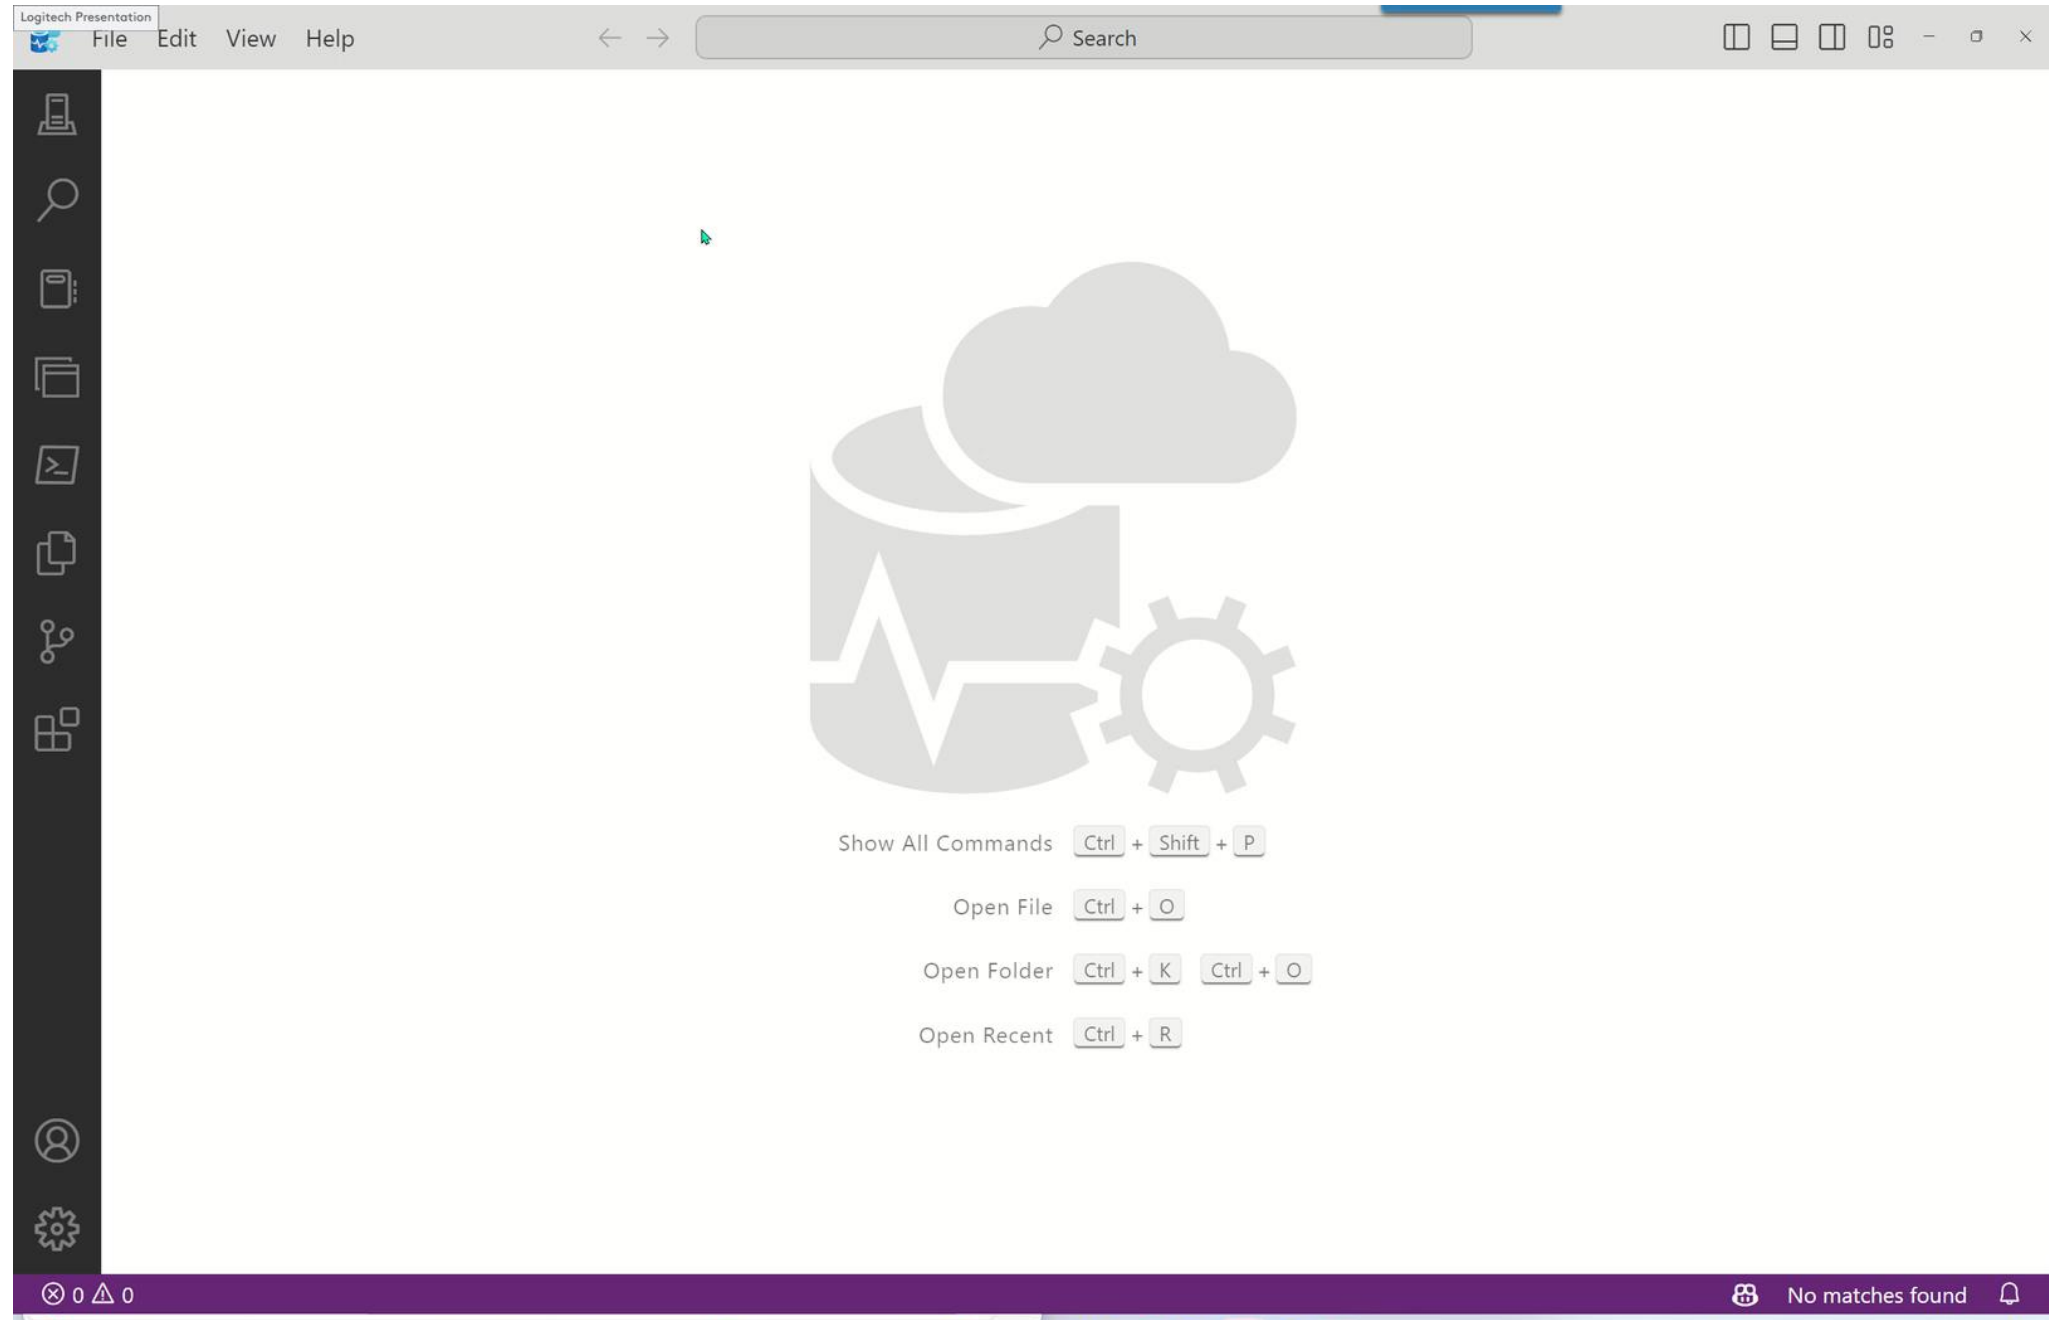 Logitech Presentation
File Edit View Help
Search
Show All Commands Ctrl + Shift + P
Open File Ctrl + O
Open Folder Ctrl + K Ctrl + O
Open Recent Ctrl + R
0 0 No matches found